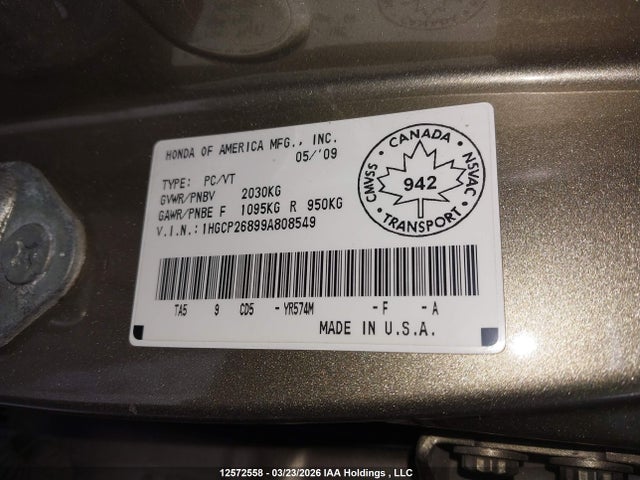 HONDA OF AMERICA MFG., INC.
05/'09
TYPE: PC/VT
GVWR/PNBV 2030KG
GAWR/PNBE F 1095KG R 950KG
V.I.N.: 1HGCP26899A808549
CANADA
CMVSS
NSVAC
942
TRANSPORT
TA5 9 CD5 -YR574M -F -A
MADE IN U.S.A.
12572558 - 03/23/2026 IAA Holdings , LLC